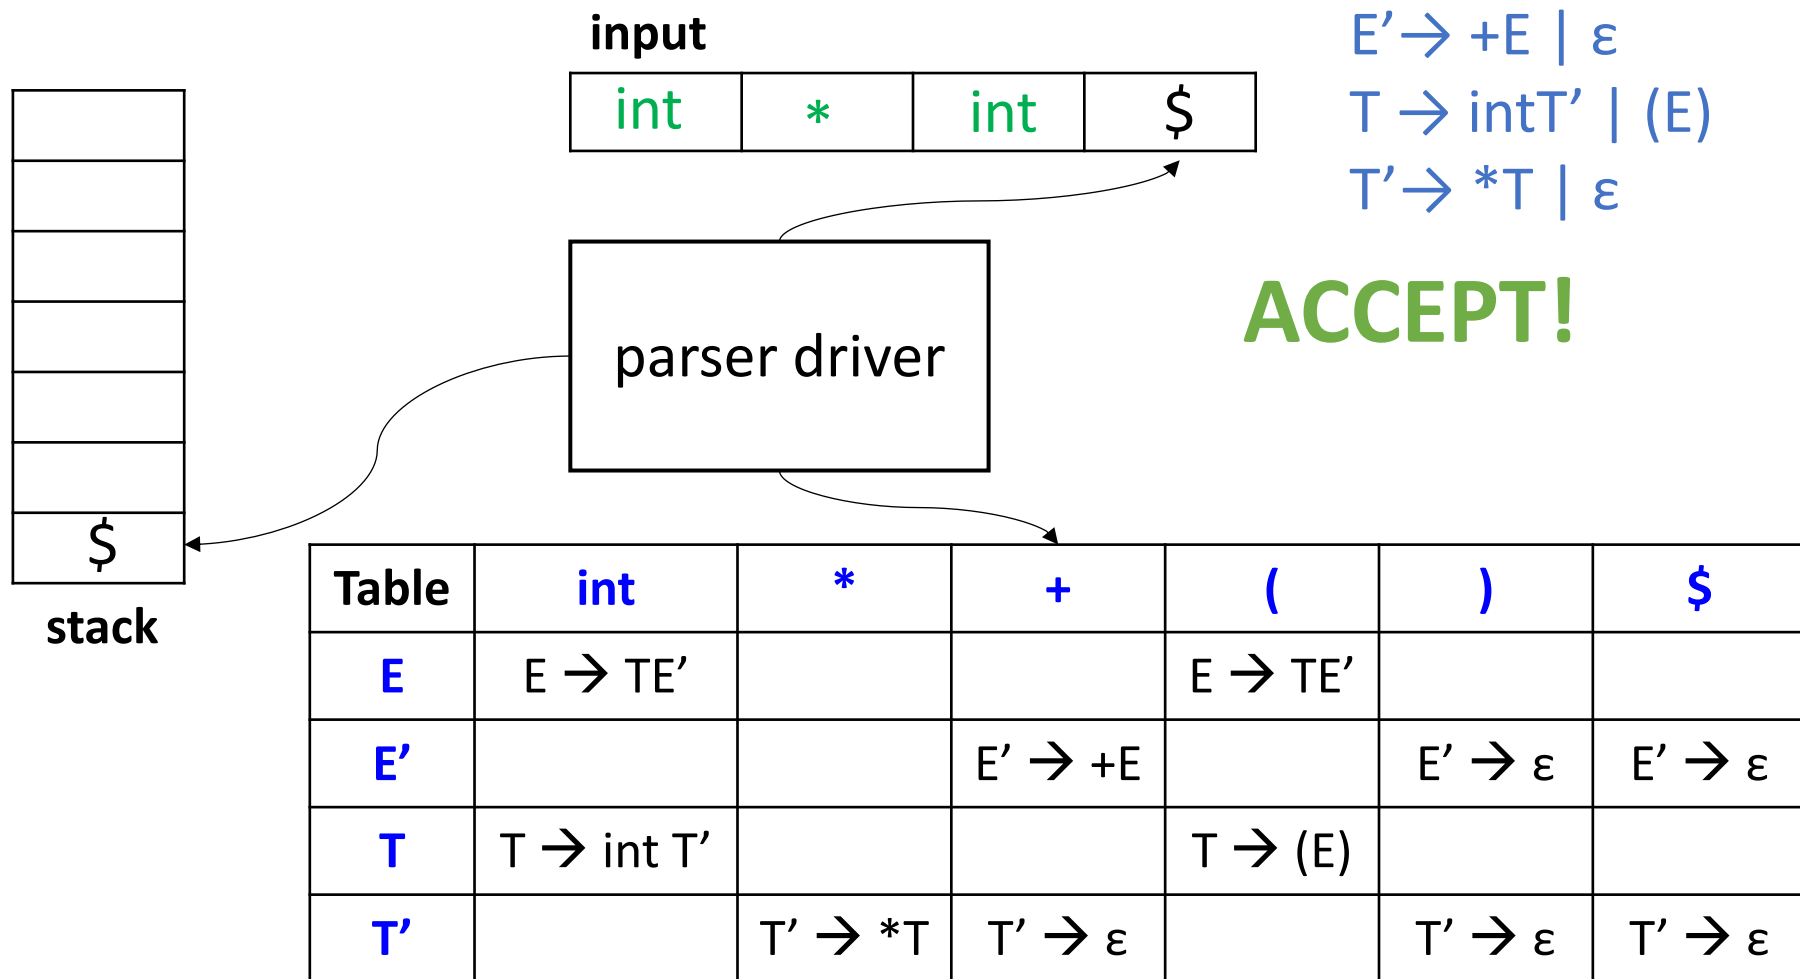 input
int * int $
E’→ +E | ε
T → intT’ | (E)
T’→ *T | ε
ACCEPT!
parser driver
$
stack
Table int * + ( ) $
E E → TE’ E → TE’
E’ E’ → +E E’ → ε E’ → ε
T T → int T’ T → (E)
T’ T’ → *T T’ → ε T’ → ε T’ → ε